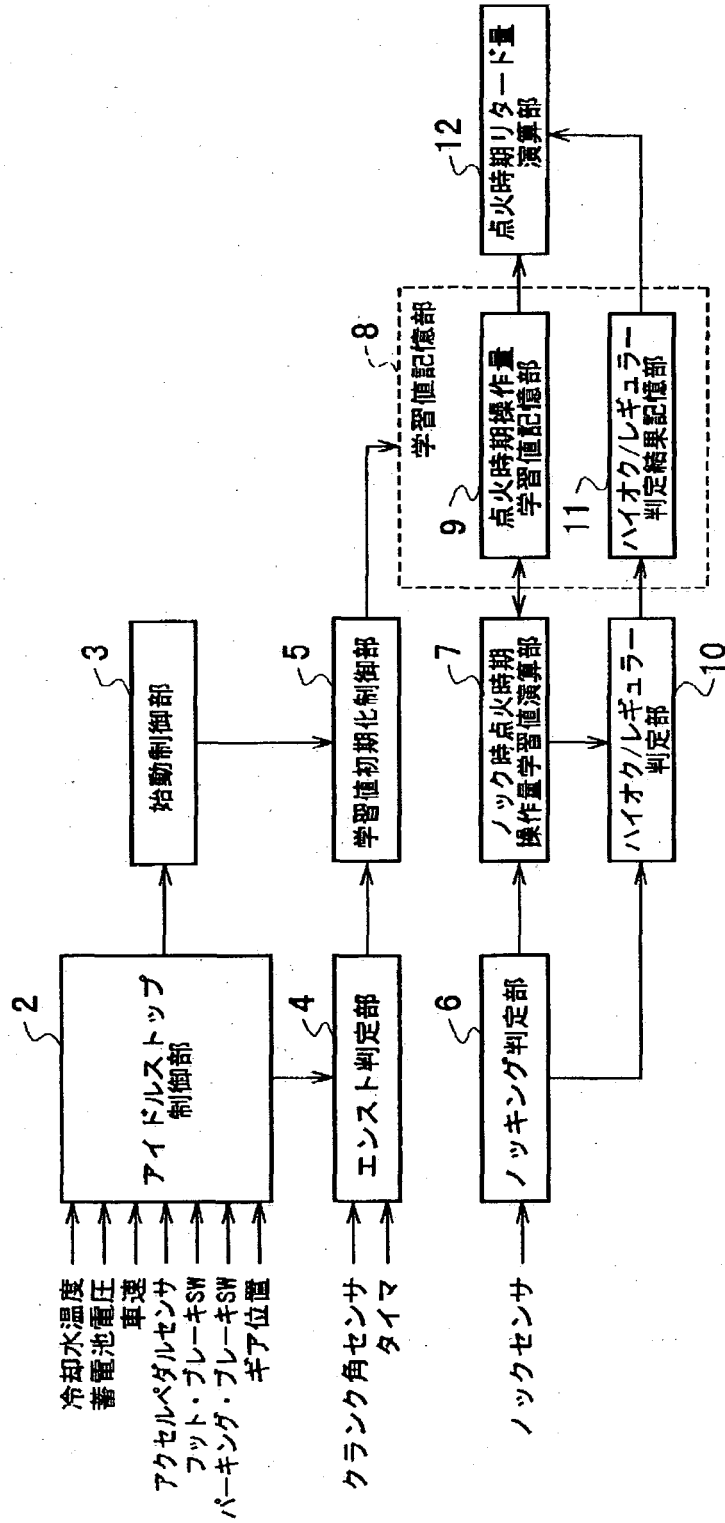 冷却水温度
蓄電池電圧
車速
アクセルペダルセンサ
フット・ブレーキSW
パーキング・ブレーキSW
ギア位置
2
アイドルストップ
制御部
3
始動制御部
クランク角センサ
タイマ
4
エンスト判定部
5
学習値初期化制御部
8
学習値記憶部
ノックセンサ
6
ノッキング判定部
7
ノック時点火時期
操作量学習値演算部
9
点火時期操作量
学習値記憶部
12
点火時期リタード量
演算部
10
ハイオク/レギュラー
判定部
11
ハイオク/レギュラー
判定結果記憶部